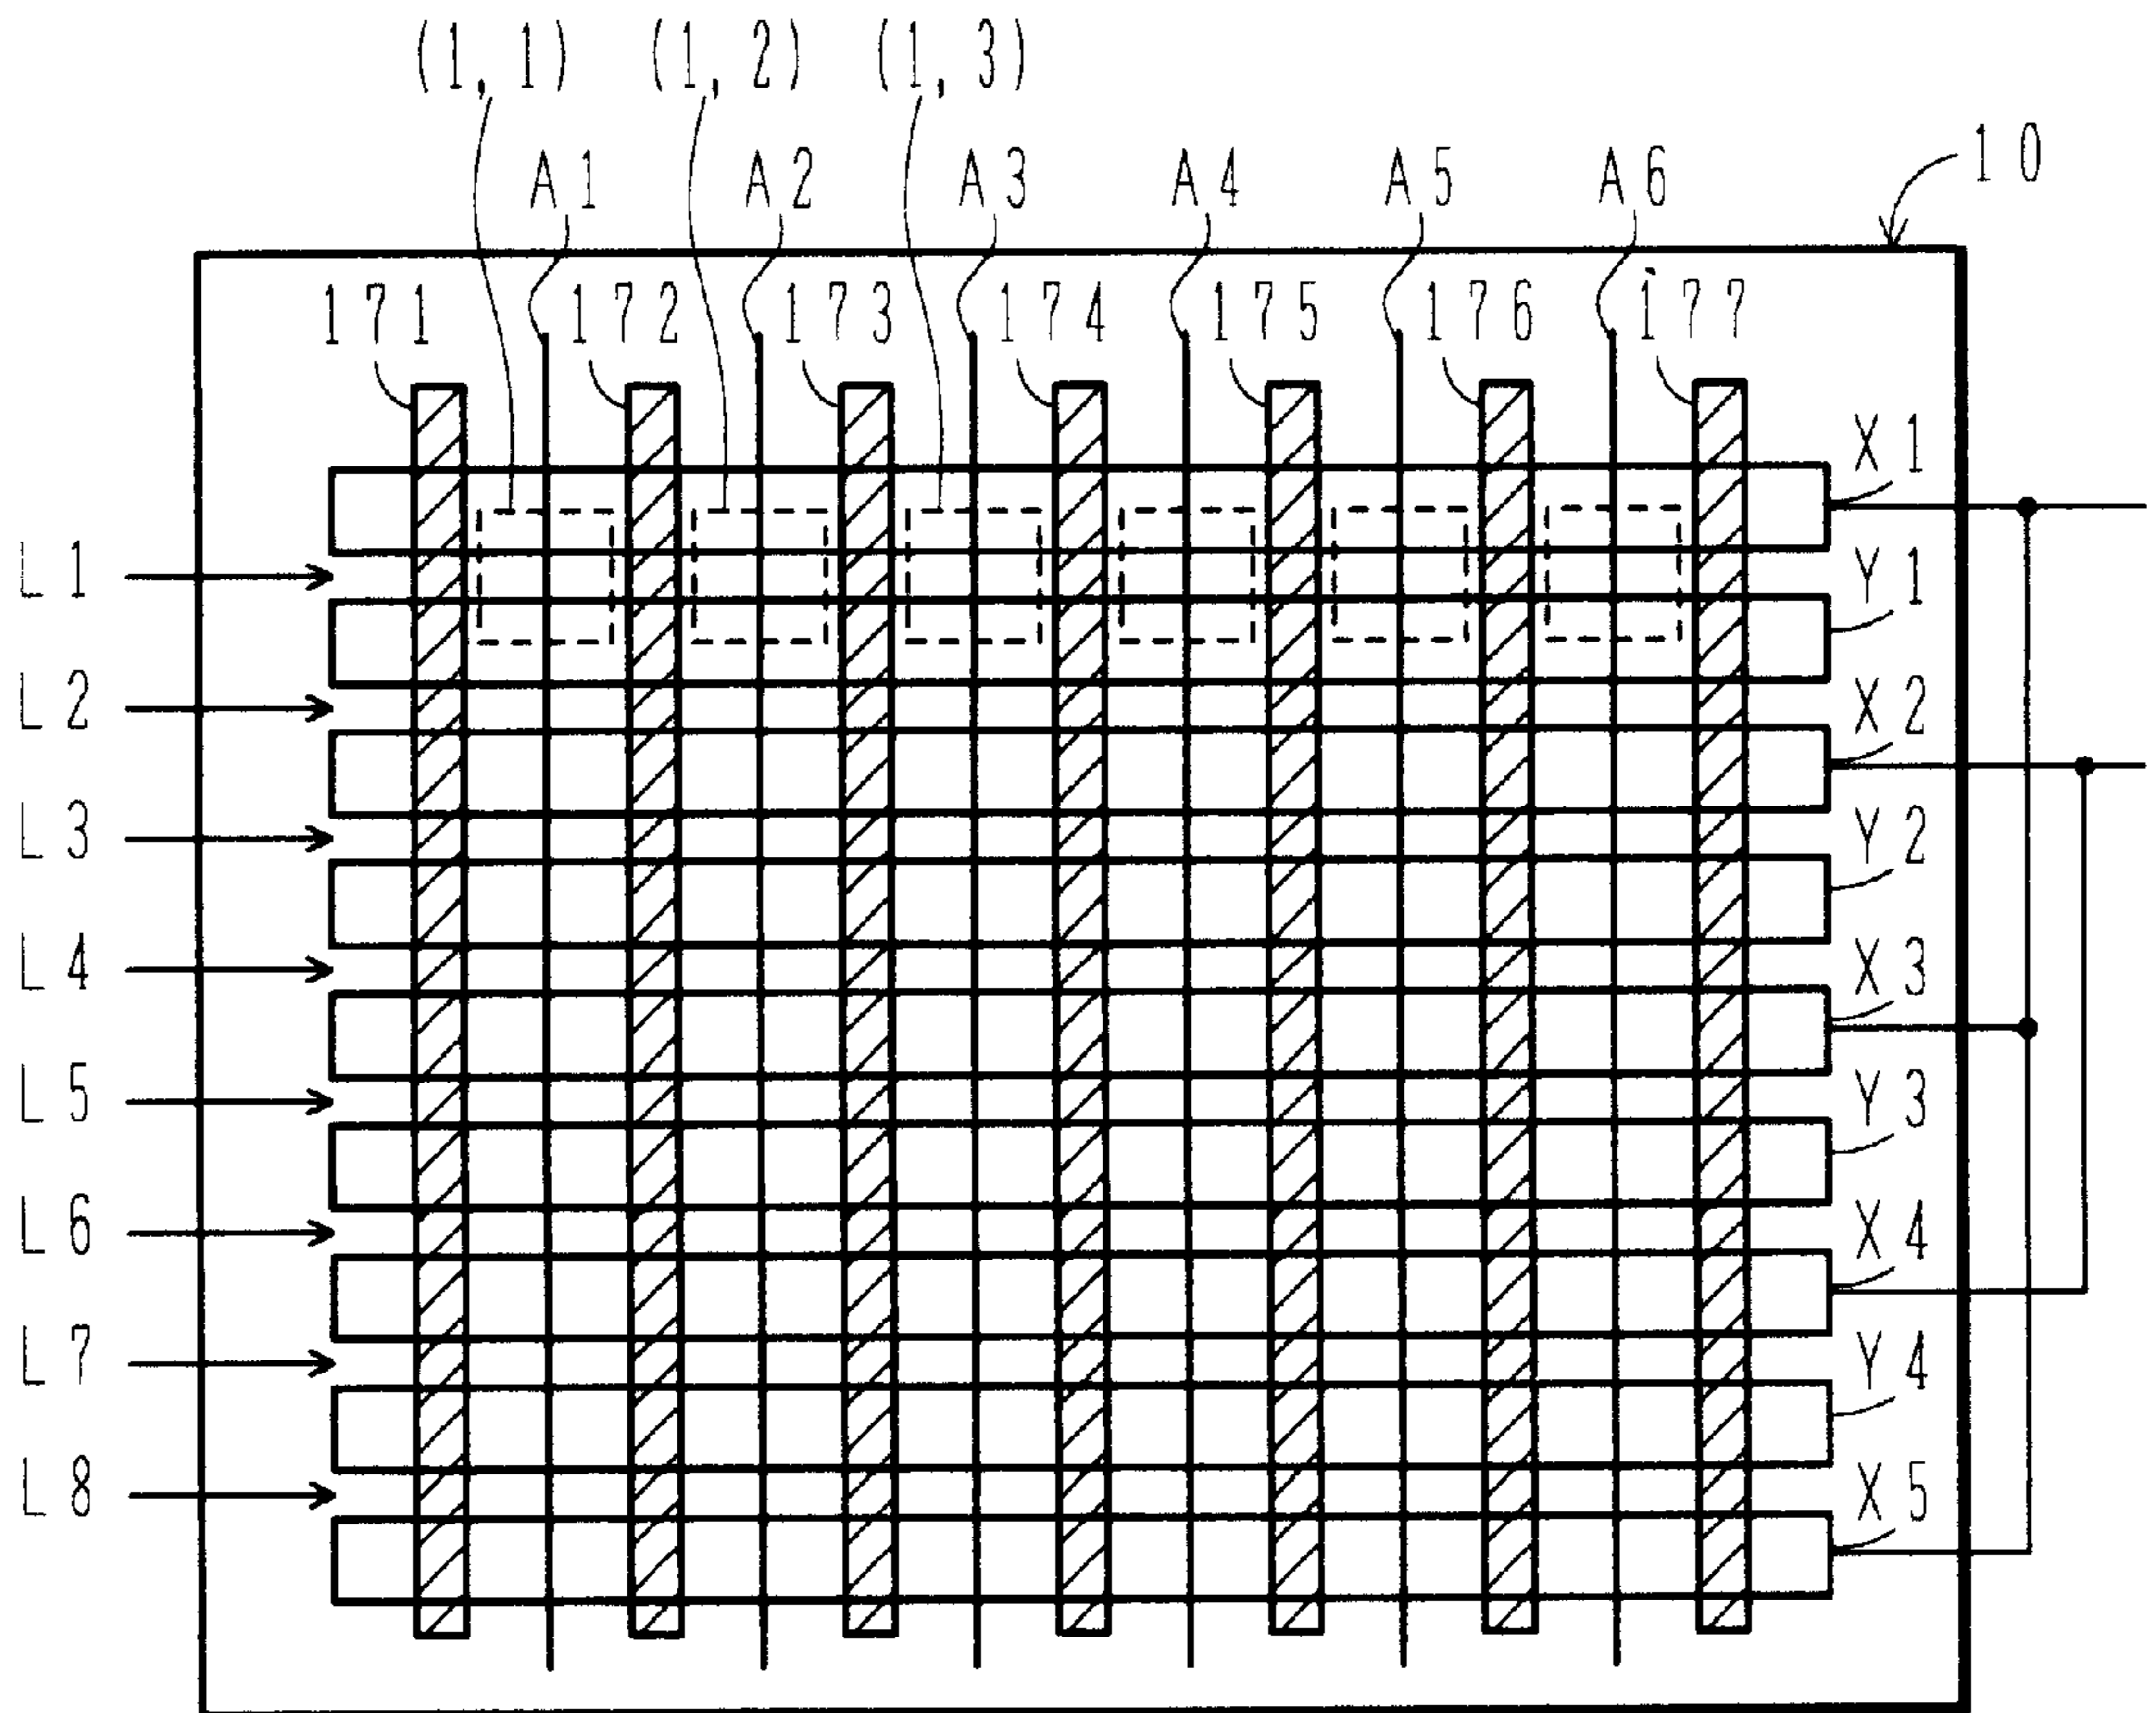 (1, 1) (1, 2) (1, 3)
A1 A2 A3 A4 A5 A6 10
171 172 173 174 175 176 177
X1
L1 Y1
L2 X2
L3 Y2
L4 X3
L5 Y3
L6 X4
L7 Y4
L8 X5